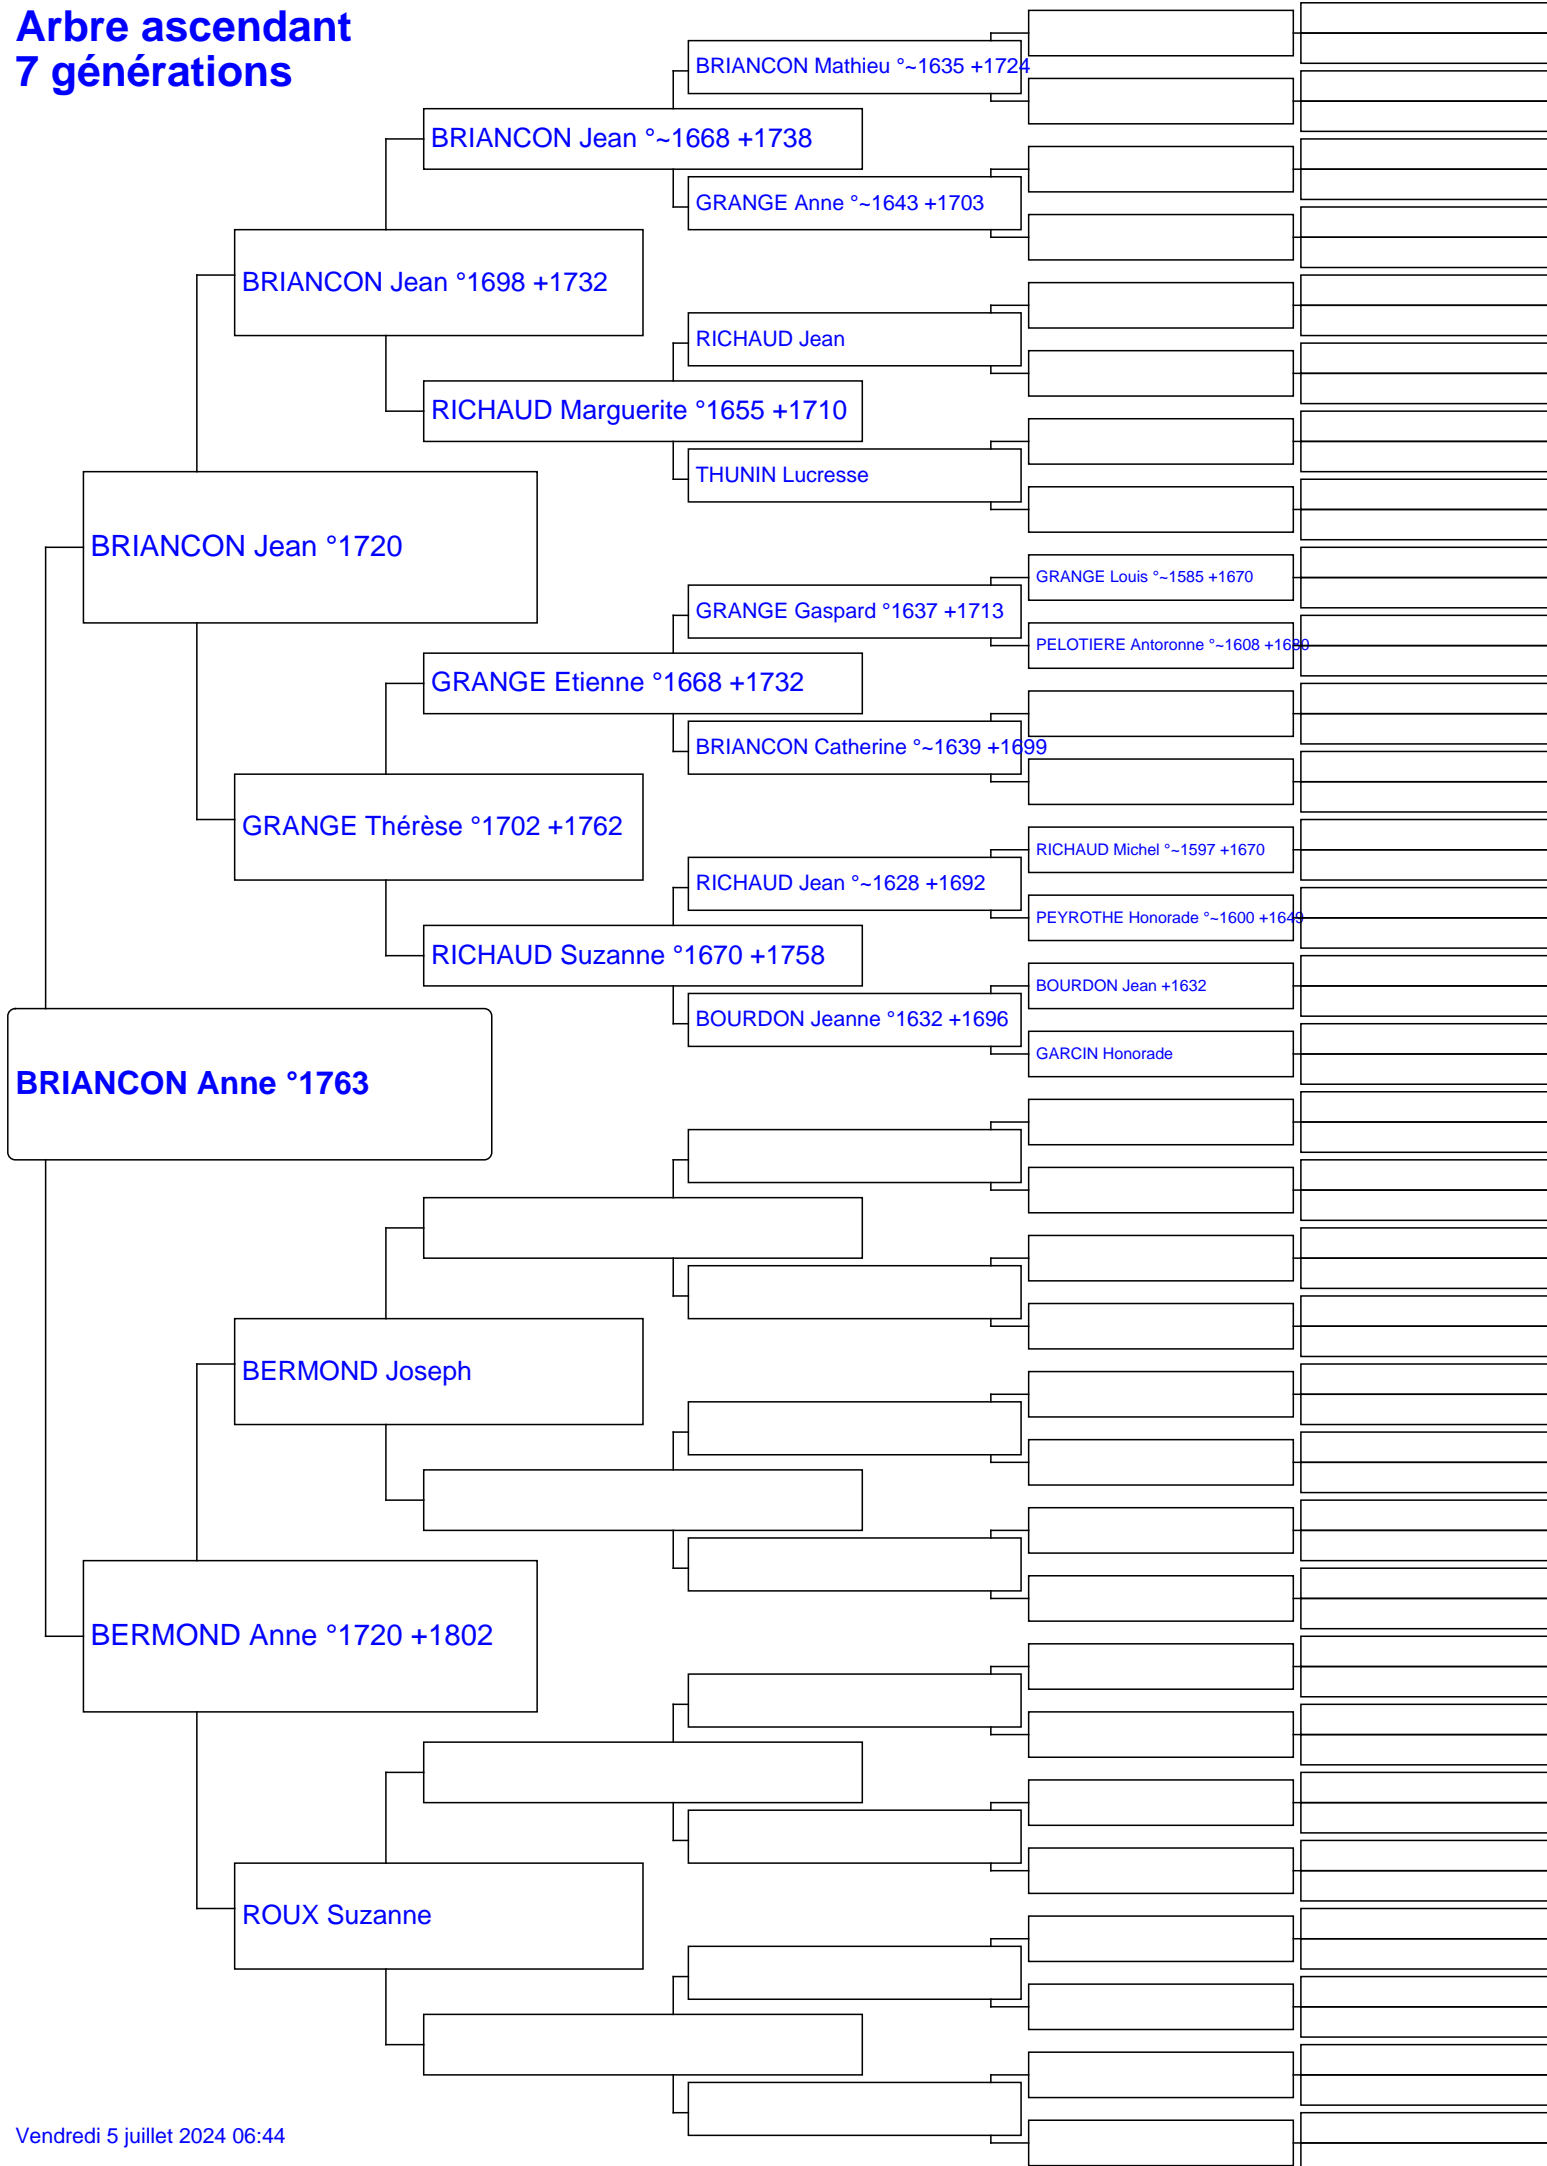 Arbre ascendant
7 générations
BRIANCON Mathieu °~1635 +1724
BRIANCON Jean °~1668 +1738
GRANGE Anne °~1643 +1703
BRIANCON Jean °1698 +1732
RICHAUD Jean
RICHAUD Marguerite °1655 +1710
THUNIN Lucresse
BRIANCON Jean °1720
GRANGE Louis °~1585 +1670
GRANGE Gaspard °1637 +1713
PELOTIERE Antoronne °~1608 +1680
GRANGE Etienne °1668 +1732
BRIANCON Catherine °~1639 +1699
GRANGE Thérèse °1702 +1762
RICHAUD Michel °~1597 +1670
RICHAUD Jean °~1628 +1692
PEYROTHE Honorade °~1600 +1649
RICHAUD Suzanne °1670 +1758
BOURDON Jean +1632
BOURDON Jeanne °1632 +1696
GARCIN Honorade
BRIANCON Anne °1763
BERMOND Joseph
BERMOND Anne °1720 +1802
ROUX Suzanne
Vendredi 5 juillet 2024 06:44